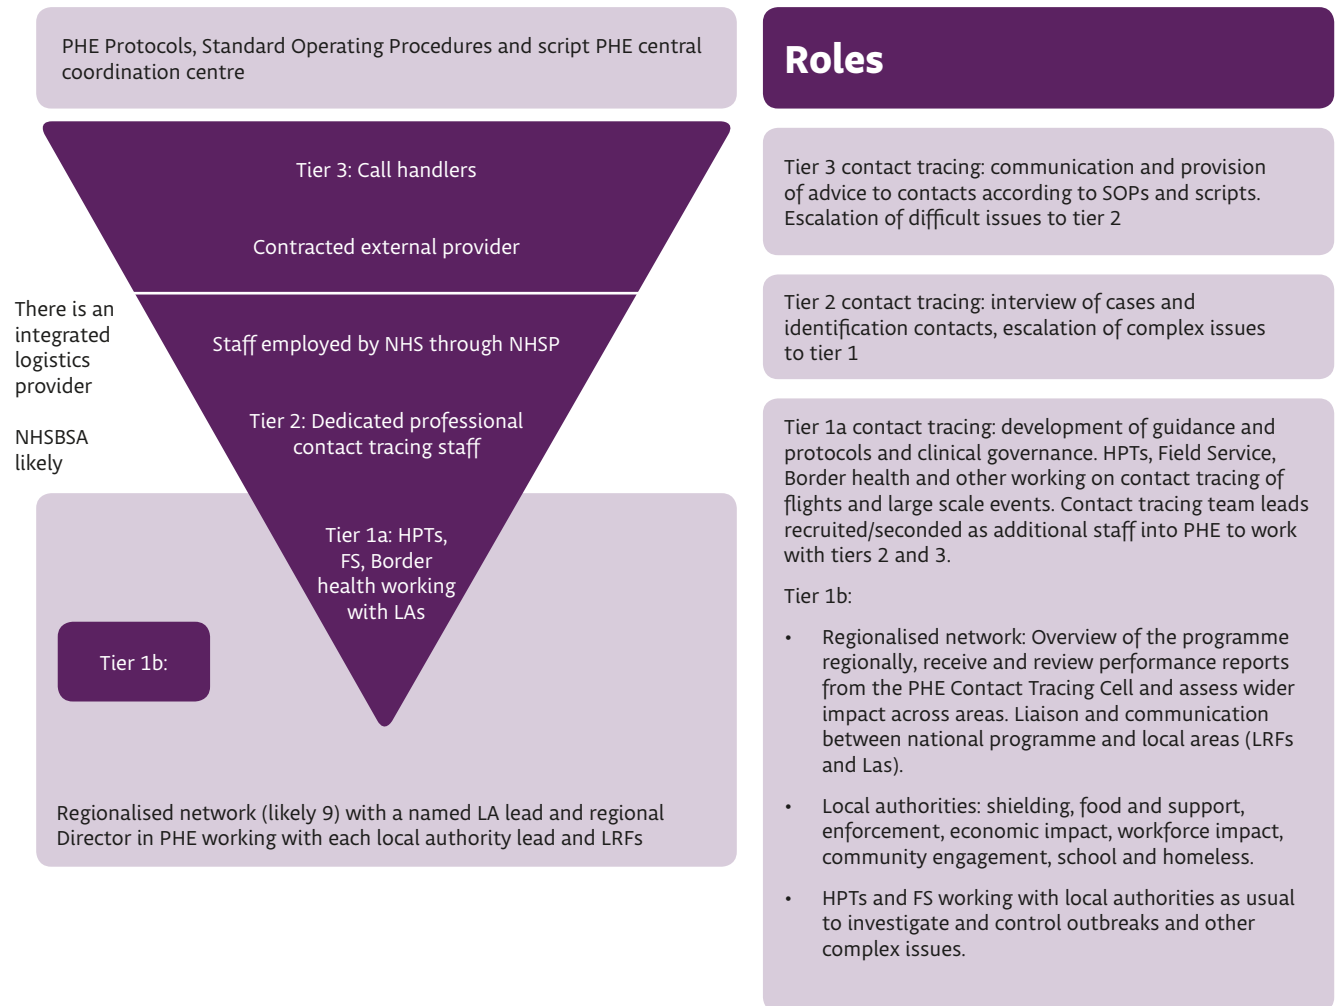 PHE Protocols, Standard Operating Procedures and script PHE central
coordination centre
Tier 3: Call handlers
Contracted external provider
There is an
integrated
logistics
provider
NHSBSA
likely
Staff employed by NHS through NHSP
Tier 2: Dedicated professional
contact tracing staff
Tier 1a: HPTs,
FS, Border
health working
with LAs
Tier 1b:
Regionalised network (likely 9) with a named LA lead and regional
Director in PHE working with each local authority lead and LRFs
Roles
Tier 3 contact tracing: communication and provision
of advice to contacts according to SOPs and scripts.
Escalation of difficult issues to tier 2
Tier 2 contact tracing: interview of cases and
identification contacts, escalation of complex issues
to tier 1
Tier 1a contact tracing: development of guidance and
protocols and clinical governance. HPTs, Field Service,
Border health and other working on contact tracing of
flights and large scale events. Contact tracing team leads
recruited/seconded as additional staff into PHE to work
with tiers 2 and 3.
Tier 1b:
• Regionalised network: Overview of the programme
regionally, receive and review performance reports
from the PHE Contact Tracing Cell and assess wider
impact across areas. Liaison and communication
between national programme and local areas (LRFs
and Las).
• Local authorities: shielding, food and support,
enforcement, economic impact, workforce impact,
community engagement, school and homeless.
• HPTs and FS working with local authorities as usual
to investigate and control outbreaks and other
complex issues.